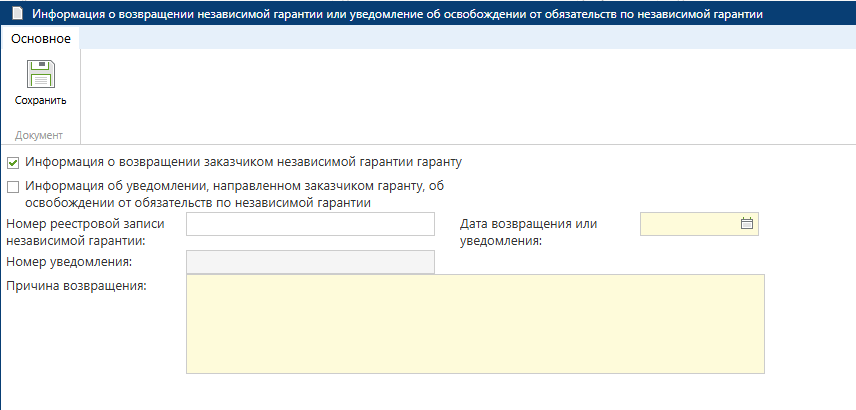 Информация о возвращении независимой гарантии или уведомление об освобождении от обязательств по независимой гарантии
Основное
Сохранить
Документ
Информация о возвращении заказчиком независимой гарантии гаранту
Информация об уведомлении, направленном заказчиком гаранту, об
освобождении от обязательств по независимой гарантии
Номер реестровой записи
независимой гарантии:
Дата возвращения или
уведомления:
Номер уведомления:
Причина возвращения: